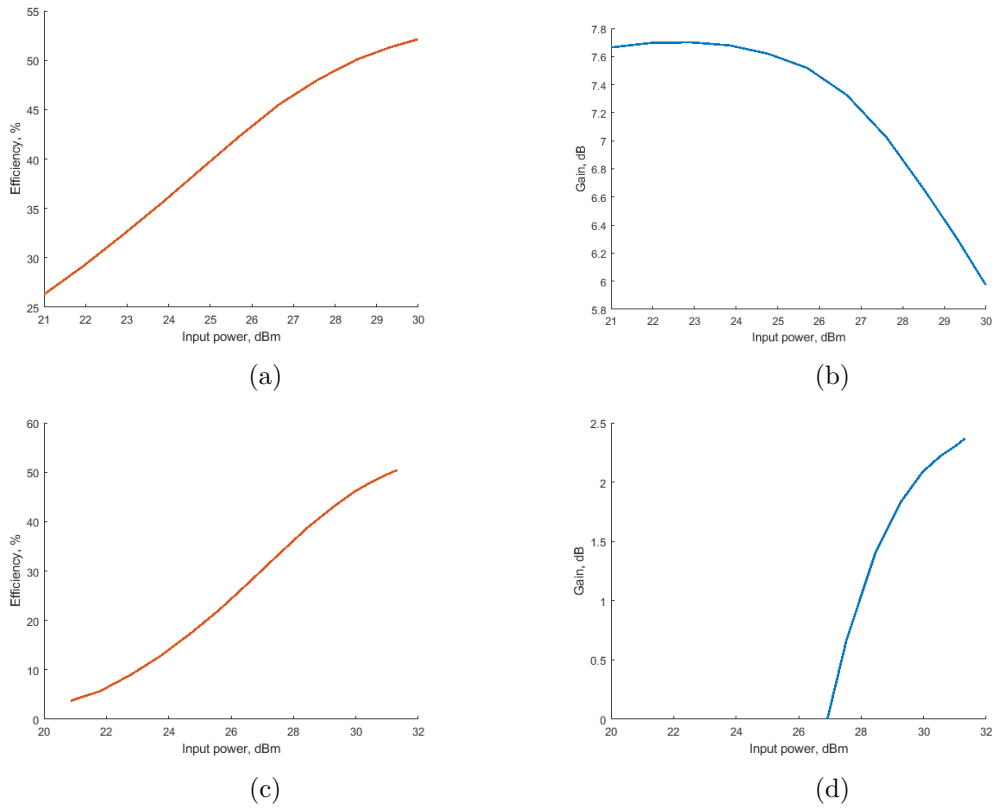 55
50
45
40
35
30
25
Efficiency, %
21 22 23 24 25 26 27 28 29 30
Input power, dBm
(a)
7.8
7.6
7.4
7.2
7
6.8
6.6
6.4
6.2
6
5.8
Gain, dB
21 22 23 24 25 26 27 28 29 30
Input power, dBm
(b)
60
50
40
30
20
10
0
Efficiency, %
20 22 24 26 28 30 32
Input power, dBm
(c)
2.5
2
1.5
1
0.5
0
Gain, dB
20 22 24 26 28 30 32
Input power, dBm
(d)